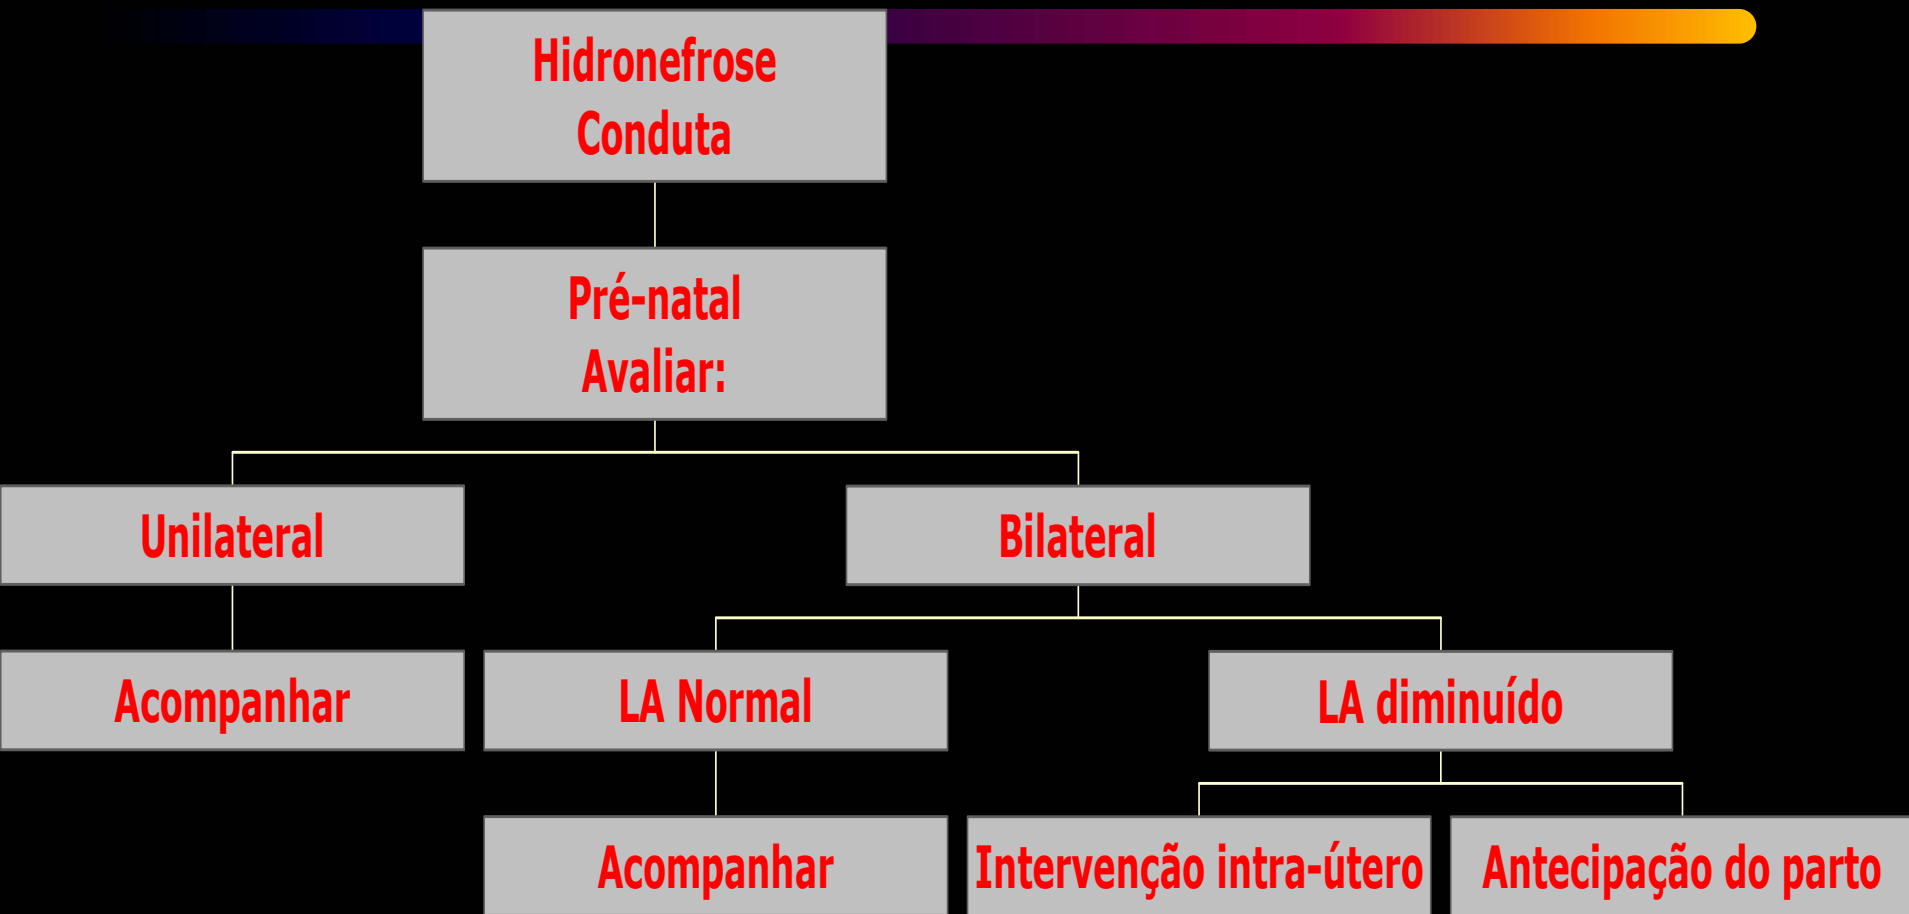 Hidronefrose
Conduta
Pré-natal
Avaliar:
Unilateral
Bilateral
Acompanhar
LA Normal
LA diminuído
Acompanhar
Intervenção intra-útero
Antecipação do parto